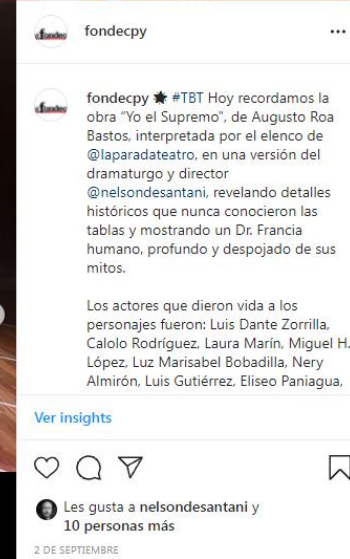 fondecpy
fondecpy ✸ #TBT Hoy recordamos la
obra "Yo el Supremo", de Augusto Roa
Bastos, interpretada por el elenco de
@laparadateatro, en una versión del
dramaturgo y director
@nelsondesantani, revelando detalles
históricos que nunca conocieron las
tablas y mostrando un Dr. Francia
humano, profundo y despojado de sus
mitos.
Los actores que dieron vida a los
personajes fueron: Luis Dante Zorrilla,
Calolo Rodríguez, Laura Marín, Miguel H.
López, Luz Marisabel Bobadilla, Nery
Almirón, Luis Gutiérrez, Eliseo Paniagua,
Ver insights
Les gusta a nelsondesantani y
10 personas más
2 DE SEPTIEMBRE